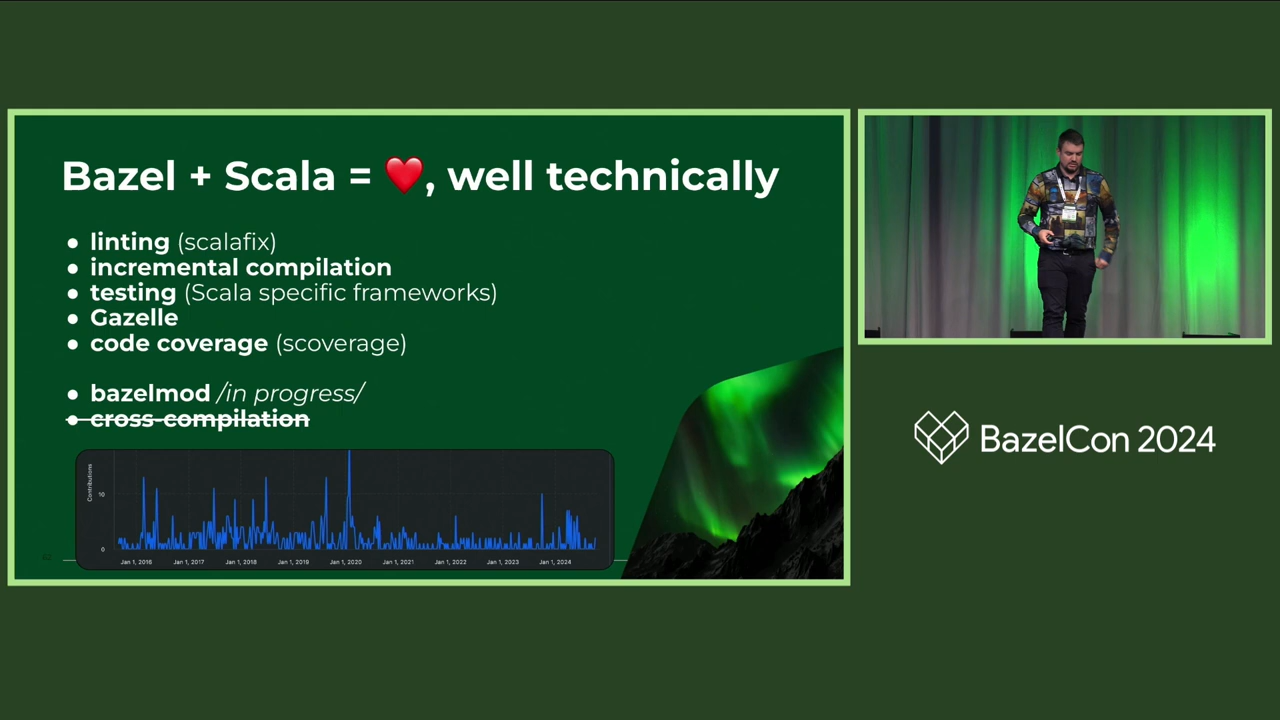 Bazel + Scala = ❤️, well technically
● linting (scalafix)
● incremental compilation
● testing (Scala specific frameworks)
● Gazelle
● code coverage (scoverage)
● bazelmod /in progress/
● cross-compilation
Contributions
10
0
Jan 1, 2016 Jan 1, 2017 Jan 1, 2018 Jan 1, 2019 Jan 1, 2020 Jan 1, 2021 Jan 1, 2022 Jan 1, 2023 Jan 1, 2024
BazelCon 2024